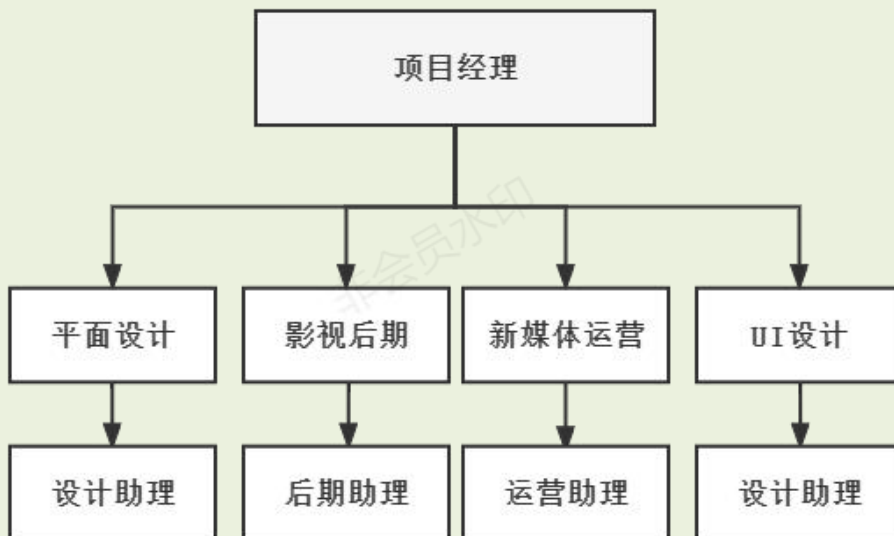 项目经理
非会员水印
平面设计
影视后期
新媒体运营
UI设计
设计助理
后期助理
运营助理
设计助理